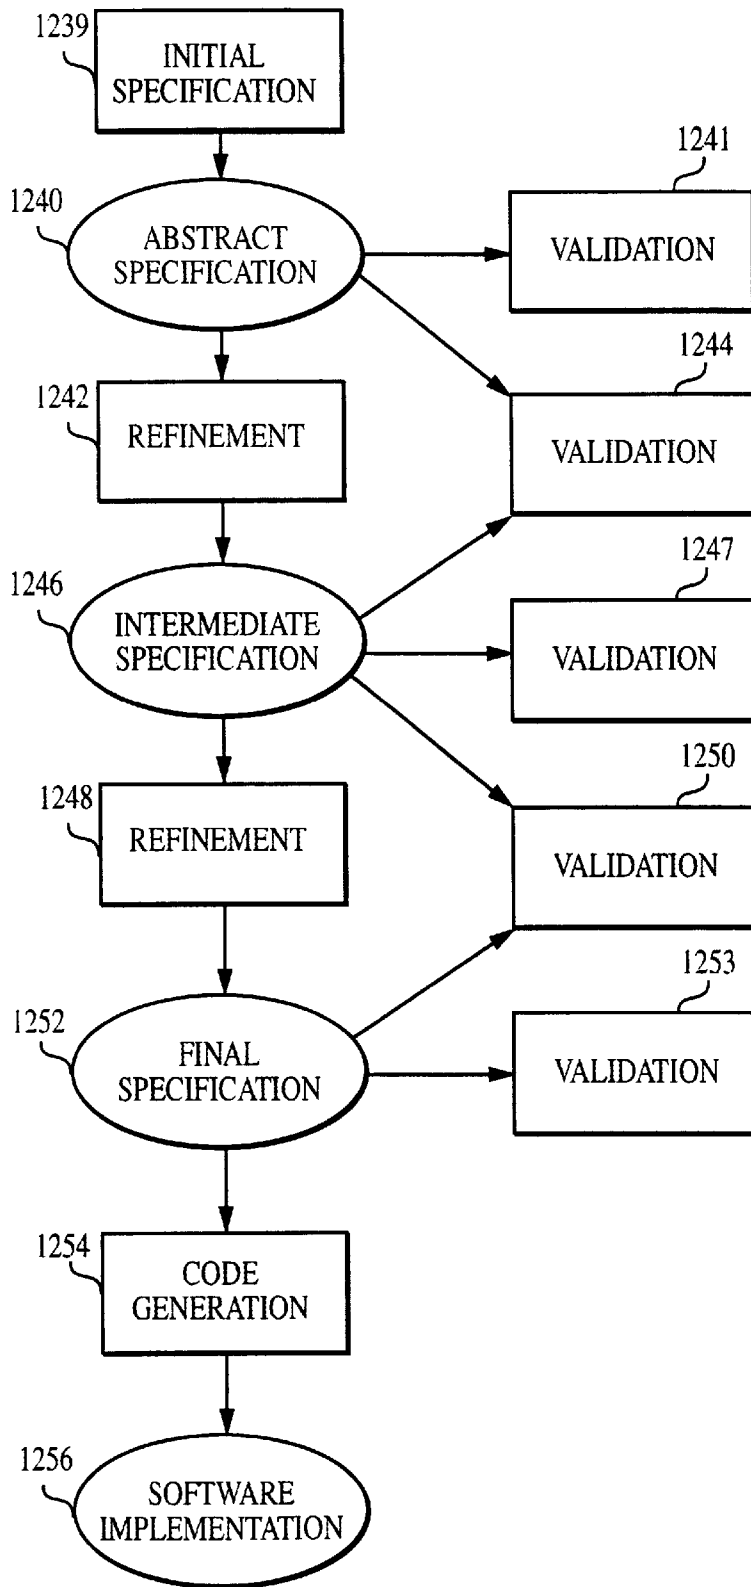 1239
INITIAL
SPECIFICATION
1241
1240
ABSTRACT
SPECIFICATION
VALIDATION
1244
1242
REFINEMENT
VALIDATION
1247
1246
INTERMEDIATE
SPECIFICATION
VALIDATION
1250
1248
REFINEMENT
VALIDATION
1253
1252
FINAL
SPECIFICATION
VALIDATION
1254
CODE
GENERATION
1256
SOFTWARE
IMPLEMENTATION